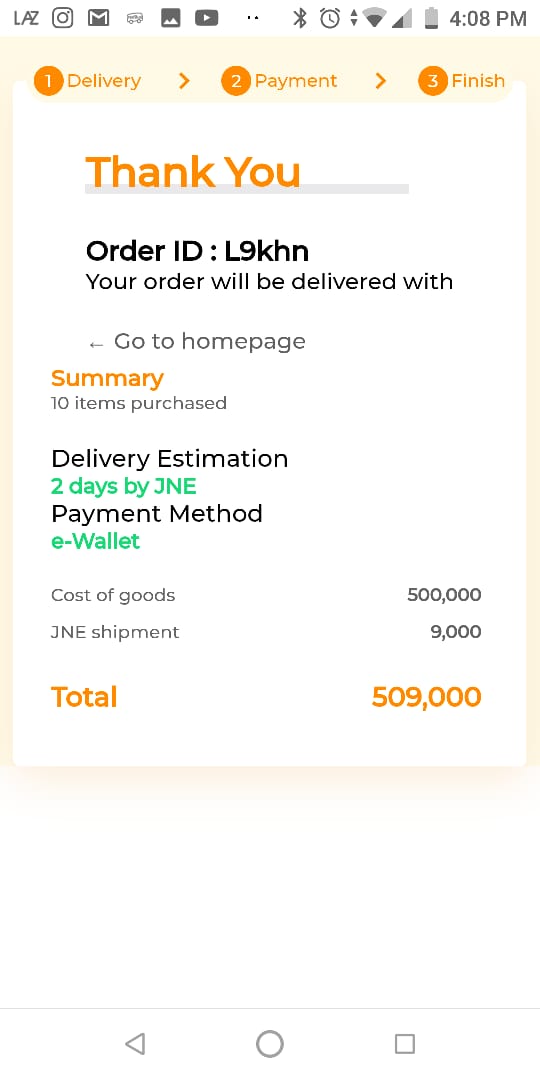 LAZ 4:08 PM
1 Delivery 2 Payment 3 Finish
Thank You
Order ID : L9khn
Your order will be delivered with
← Go to homepage
Summary
10 items purchased
Delivery Estimation
2 days by JNE
Payment Method
e-Wallet
Cost of goods 500,000
JNE shipment 9,000
Total 509,000